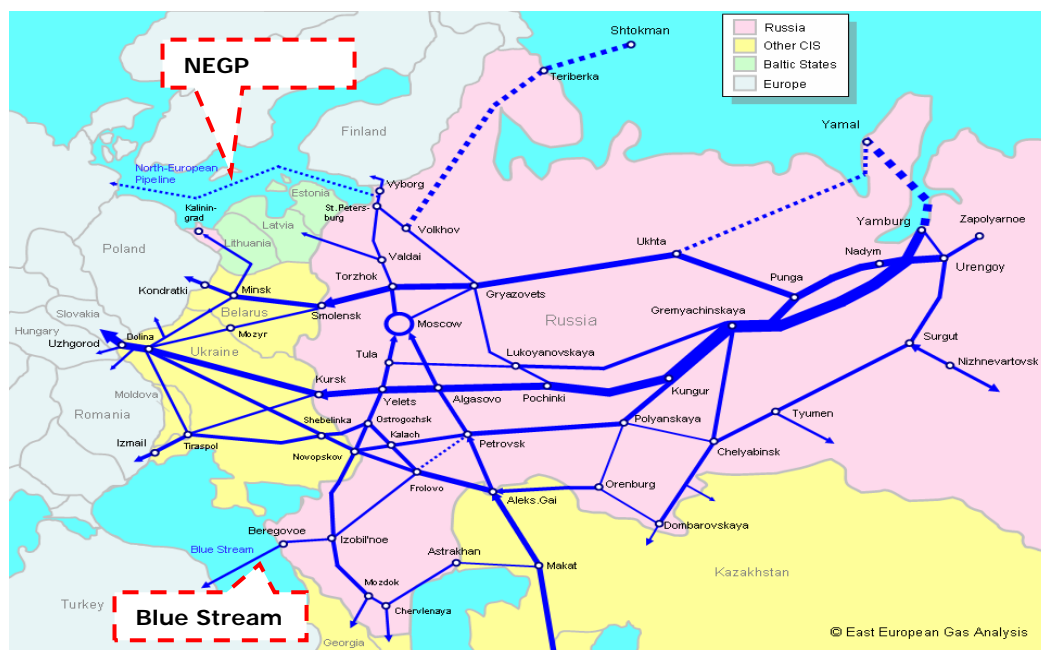 NEGP
Shtokman
Teriberka
Russia
Other CIS
Baltic States
Europe
Finland
Yamal
North-European
Pipeline
Vyborg
Estonia
St.Peters-
burg
Kalinin-
grad
Latvia
Volkhov
Yamburg
Zapolyarnoe
Lithuania
Valdai
Ukhta
Nadym
Urengoy
Poland
Torzhok
Punga
Kondratki
Minsk
Gryazovets
Belarus
Smolensk
Gremyachinskaya
Slovakia
Moscow
Russia
Mozyr
Hungary
Dolina
Uzhgorod
Ukraine
Tula
Lukoyanovskaya
Surgut
Nizhnevartovsk
Kursk
Kungur
Moldova
Yelets
Algasovo
Pochinki
Romania
Tyumen
Shebelinka
Ostrogozhsk
Polyanskaya
Izmail
Tiraspol
Kalach
Petrovsk
Chelyabinsk
Novopskov
Frolovo
Aleks.Gai
Orenburg
Beregovoe
Dombarovskaya
Blue Stream
Izobil'noe
Astrakhan
Makat
Kazakhstan
Mozdok
Turkey
Blue Stream
Chervlenaya
Georgia
© East European Gas Analysis